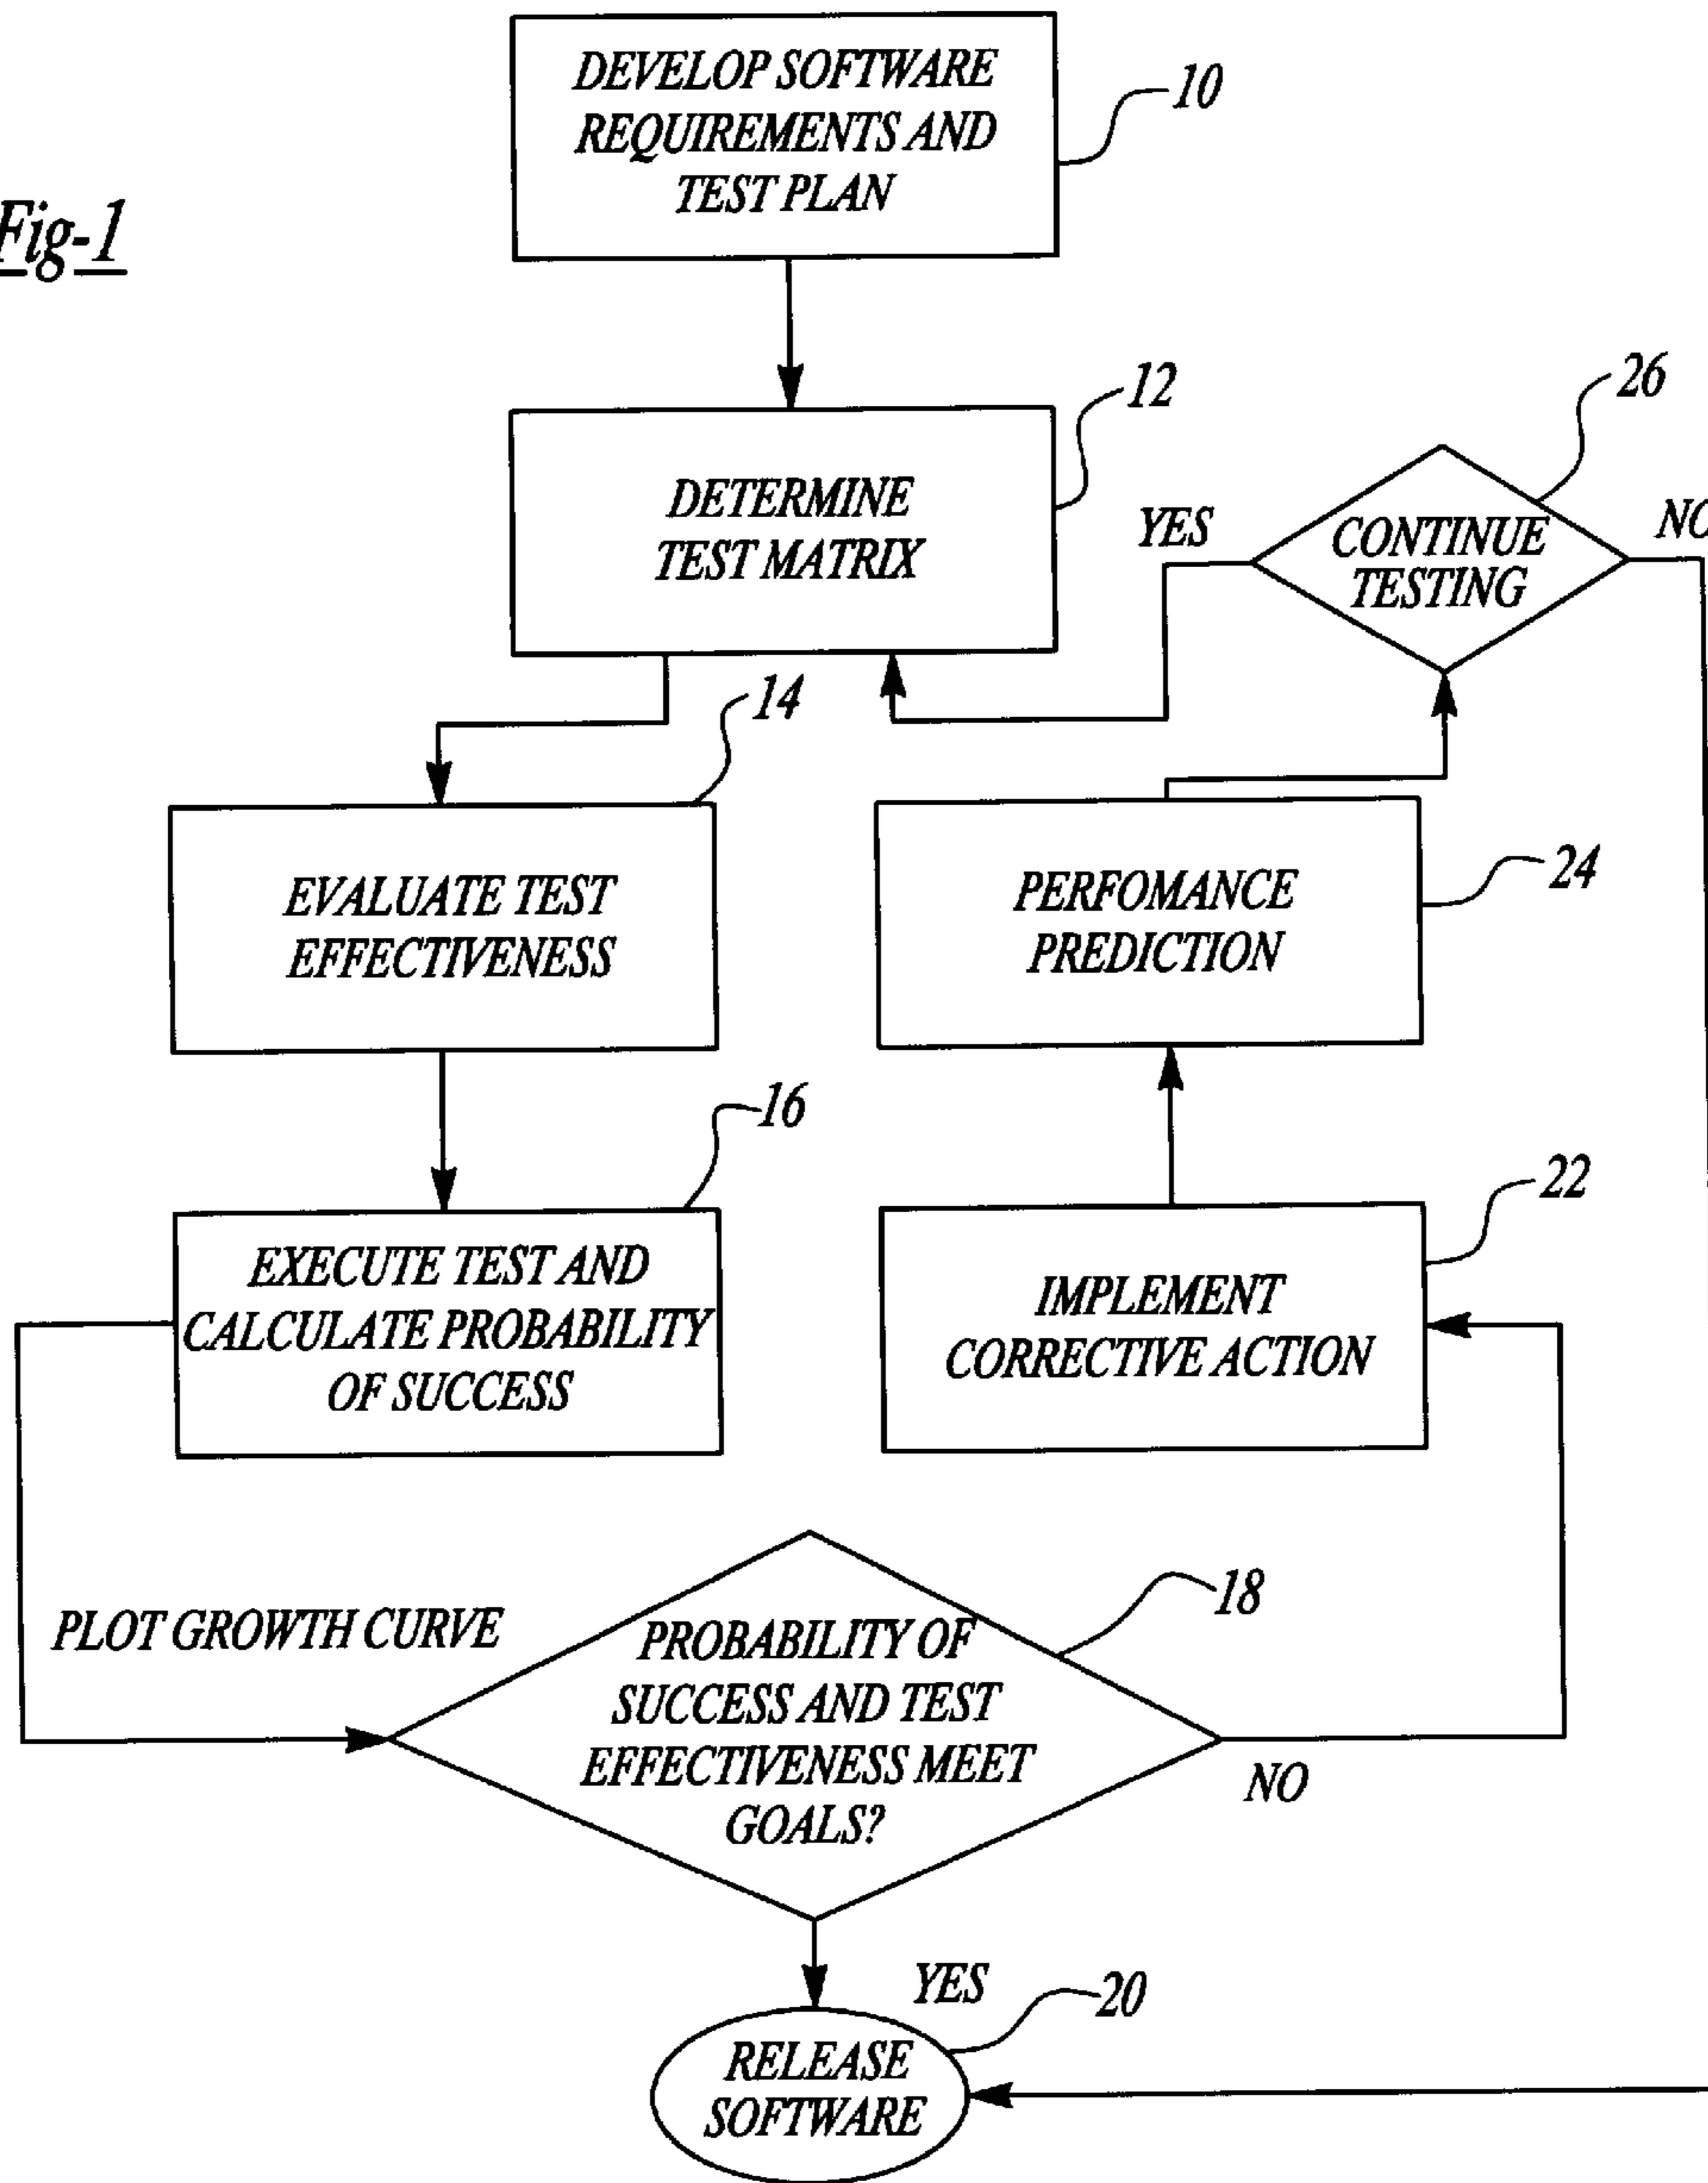 Fig-1
DEVELOP SOFTWARE
REQUIREMENTS AND
TEST PLAN
10
DETERMINE
TEST MATRIX
12
YES
CONTINUE
TESTING
26
NO
14
EVALUATE TEST
EFFECTIVENESS
PERFOMANCE
PREDICTION
24
16
EXECUTE TEST AND
CALCULATE PROBABILITY
OF SUCCESS
22
IMPLEMENT
CORRECTIVE ACTION
PLOT GROWTH CURVE
18
PROBABILITY OF
SUCCESS AND TEST
EFFECTIVENESS MEET
GOALS?
NO
YES
20
RELEASE
SOFTWARE